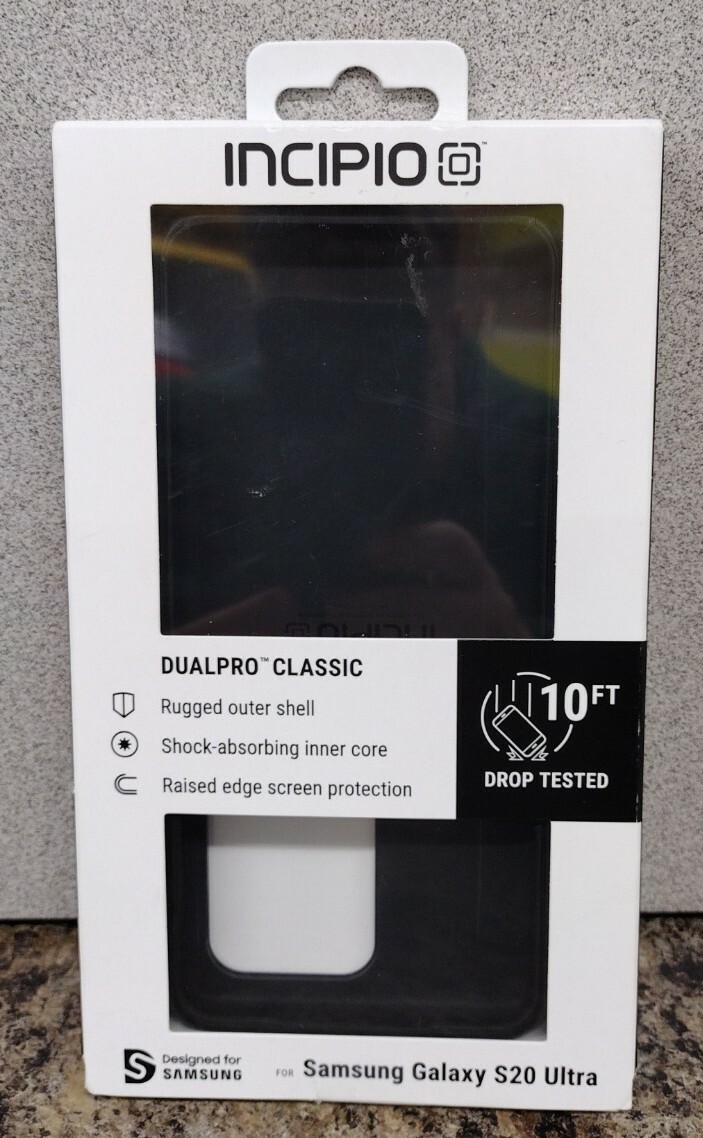 INCIPIO™
INCIPIO
DUALPRO™ CLASSIC
Rugged outer shell
Shock-absorbing inner core
Raised edge screen protection
10FT
DROP TESTED
Designed for
SAMSUNG
FOR Samsung Galaxy S20 Ultra